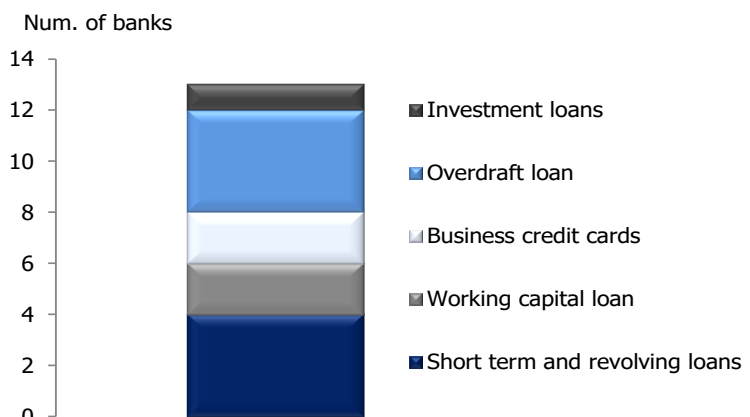 Num. of banks
14
12
10
8
6
4
2
0
Investment loans
Overdraft loan
Business credit cards
Working capital loan
Short term and revolving loans